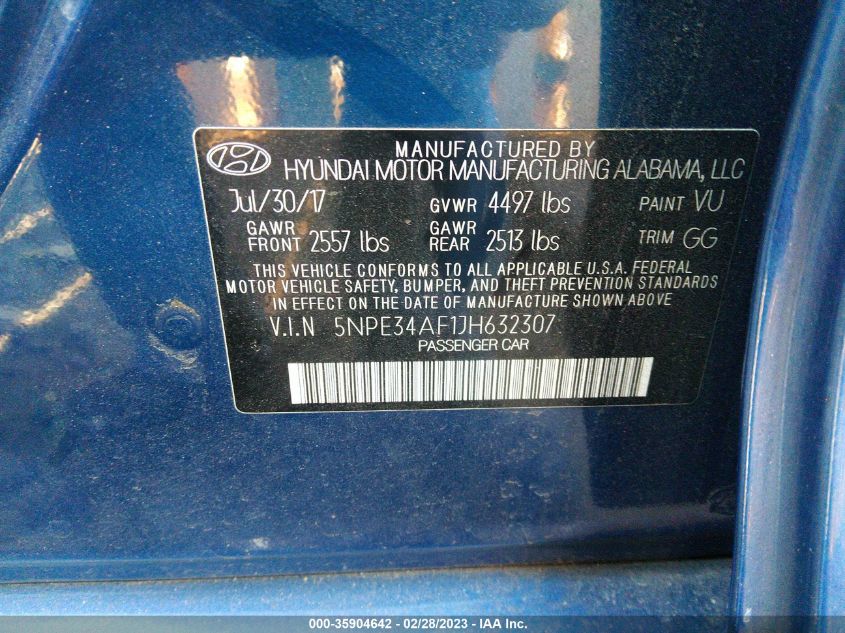 MANUFACTURED BY
HYUNDAI MOTOR MANUFACTURING ALABAMA, LLC
Jul/30/17 GVWR 4497 lbs PAINT VU
GAWR FRONT 2557 lbs GAWR REAR 2513 lbs TRIM GG
THIS VEHICLE CONFORMS TO ALL APPLICABLE U.S.A. FEDERAL
MOTOR VEHICLE SAFETY, BUMPER, AND THEFT PREVENTION STANDARDS
IN EFFECT ON THE DATE OF MANUFACTURE SHOWN ABOVE
V.I.N 5NPE34AF1JH632307
PASSENGER CAR
000-35904642 - 02/28/2023 - IAA Inc.